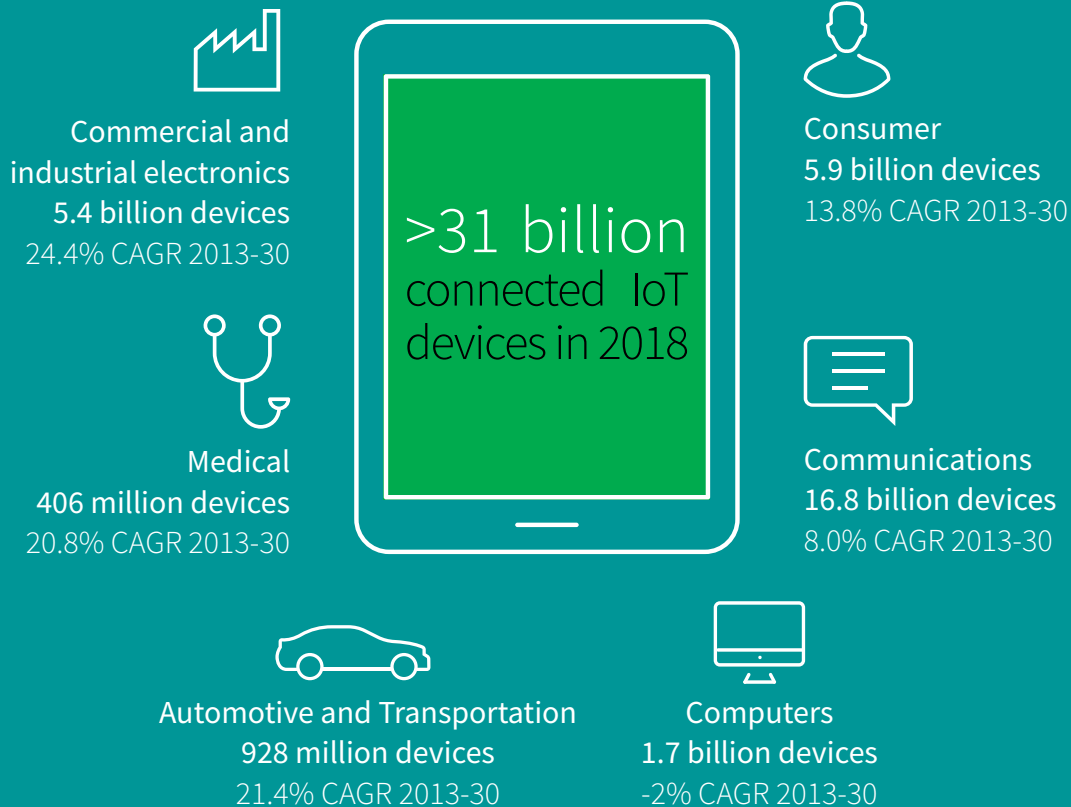 Commercial and
industrial electronics
5.4 billion devices
24.4% CAGR 2013-30
Medical
406 million devices
20.8% CAGR 2013-30
>31 billion
connected IoT
devices in 2018
Consumer
5.9 billion devices
13.8% CAGR 2013-30
Communications
16.8 billion devices
8.0% CAGR 2013-30
Automotive and Transportation
928 million devices
21.4% CAGR 2013-30
Computers
1.7 billion devices
-2% CAGR 2013-30